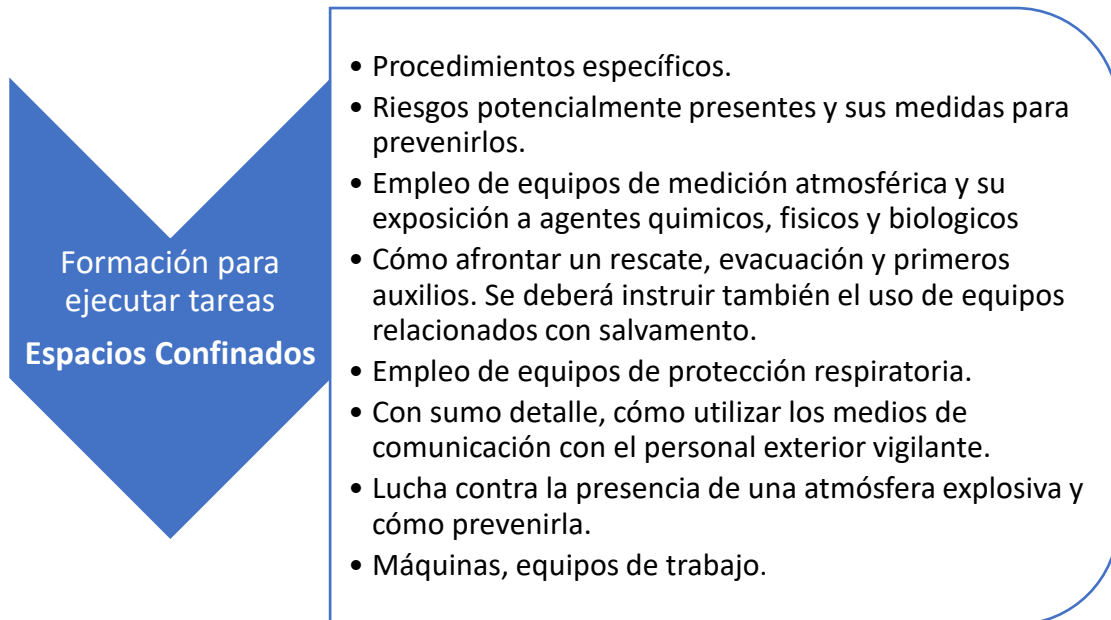 Formación para
ejecutar tareas
Espacios Confinados
• Procedimientos específicos.
• Riesgos potencialmente presentes y sus medidas para
prevenirlos.
• Empleo de equipos de medición atmosférica y su
exposición a agentes quimicos, fisicos y biologicos
• Cómo afrontar un rescate, evacuación y primeros
auxilios. Se deberá instruir también el uso de equipos
relacionados con salvamento.
• Empleo de equipos de protección respiratoria.
• Con sumo detalle, cómo utilizar los medios de
comunicación con el personal exterior vigilante.
• Lucha contra la presencia de una atmósfera explosiva y
cómo prevenirla.
• Máquinas, equipos de trabajo.